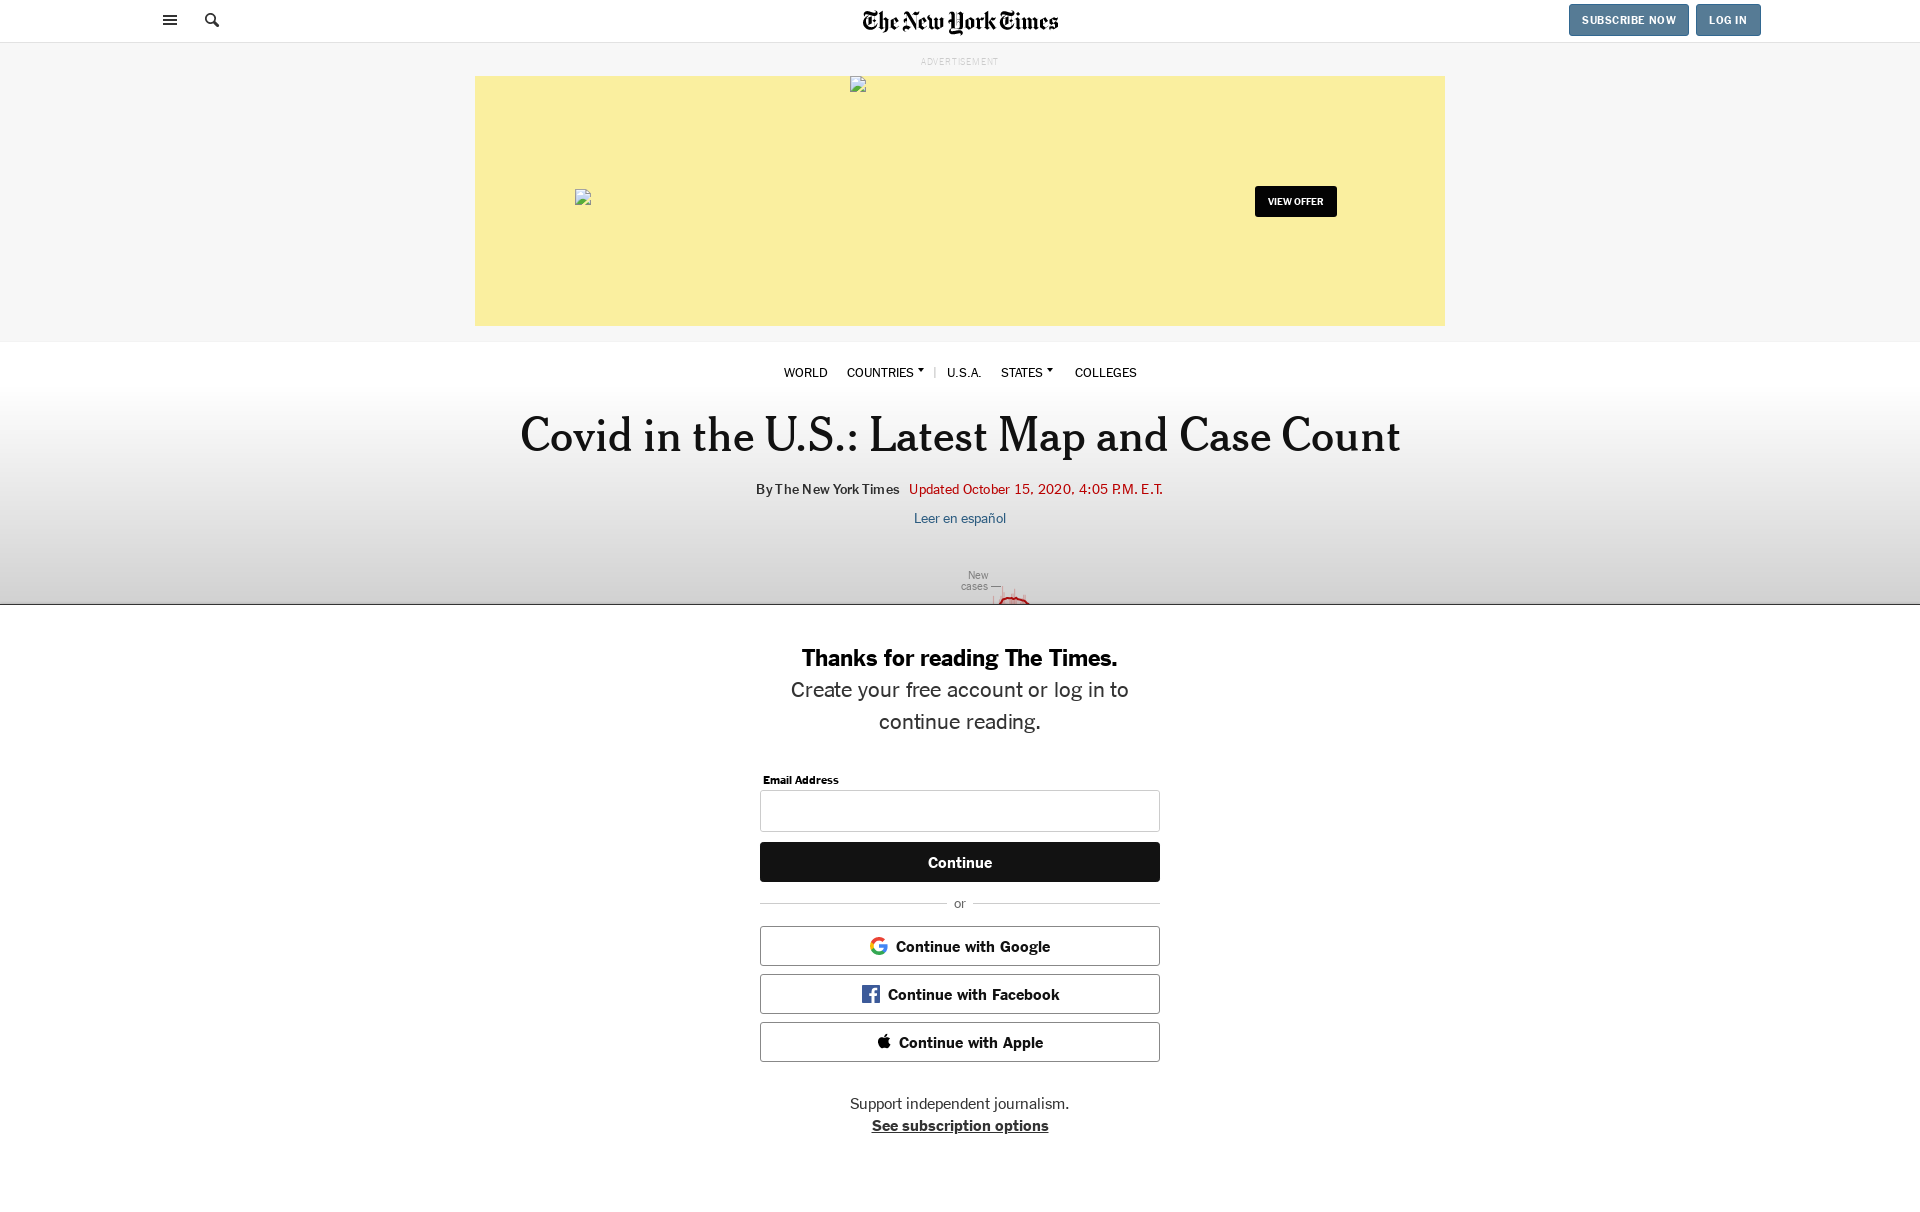 The New York Times
SUBSCRIBE NOW
LOG IN
ADVERTISEMENT
VIEW OFFER
WORLD COUNTRIES | U.S.A. STATES COLLEGES
Covid in the U.S.: Latest Map and Case Count
By The New York Times Updated October 15, 2020, 4:05 P.M. E.T.
Leer en español
New
cases
Thanks for reading The Times.
Create your free account or log in to
continue reading.
Email Address
Continue
or
Continue with Google
Continue with Facebook
Continue with Apple
Support independent journalism.
See subscription options